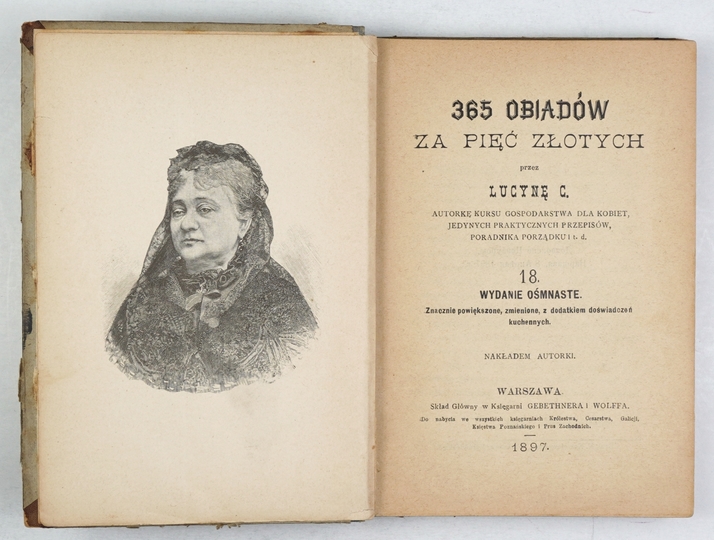 365 OBIADÓW
ZA PIĘĆ ZŁOTYCH
przez
LUCYNĘ C.
AUTORKĘ KURSU GOSPODARSTWA DLA KOBIET,
JEDYNYCH PRAKTYCZNYCH PRZEPISÓW,
PORADNIKA PORZĄDKU i t. d.
18.
WYDANIE OŚMNASTE.
Znacznie powiększone, zmienione, z dodatkiem doświadczeń
kuchennych.
NAKŁADEM AUTORKI.
WARSZAWA.
Skład Główny w Księgarni GEBETHNERA i WOLFFA.
Do nabycia we wszystkich księgarniach Królestwa, Cesarstwa, Galicji,
Księstwa Poznańskiego i Prus Zachodnich.
1897.